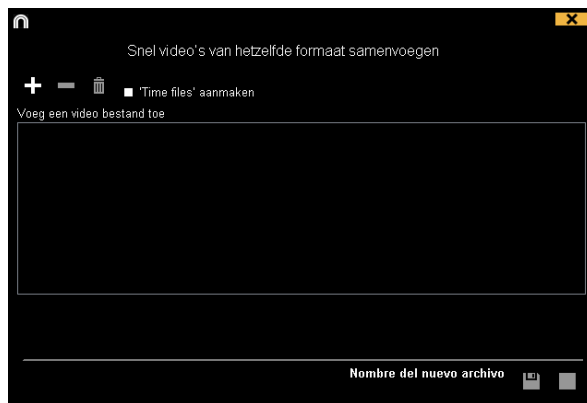 Snel video's van hetzelfde formaat samenvoegen
'Time files' aanmaken
Voeg een video bestand toe
Nombre del nuevo archivo